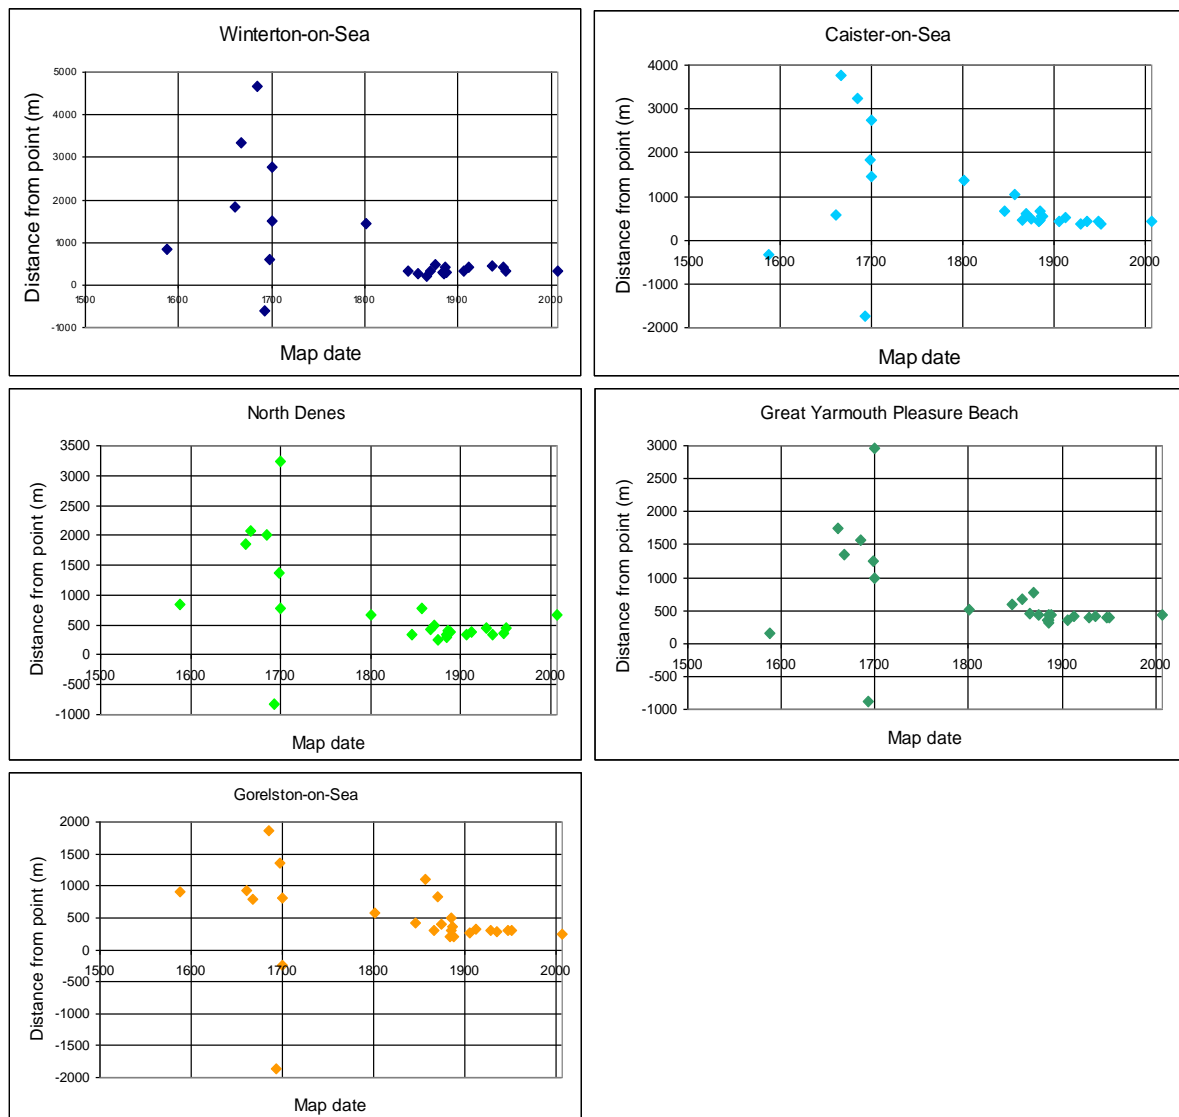 Winterton-on-Sea
5000
4000
3000
2000
1000
0
-1000
1500 1600 1700 1800 1900 2000
Distance from point (m)
Map date
Caister-on-Sea
4000
3000
2000
1000
0
-1000
-2000
1500 1600 1700 1800 1900 2000
Distance from point (m)
Map date
North Denes
3500
3000
2500
2000
1500
1000
500
0
-500
-1000
1500 1600 1700 1800 1900 2000
Distance from point (m)
Map date
Great Yarmouth Pleasure Beach
3000
2500
2000
1500
1000
500
0
-500
-1000
1500 1600 1700 1800 1900 2000
Distance from point (m)
Map date
Gorelston-on-Sea
2000
1500
1000
500
0
-500
-1000
-1500
-2000
1500 1600 1700 1800 1900 2000
Distance from point (m)
Map date